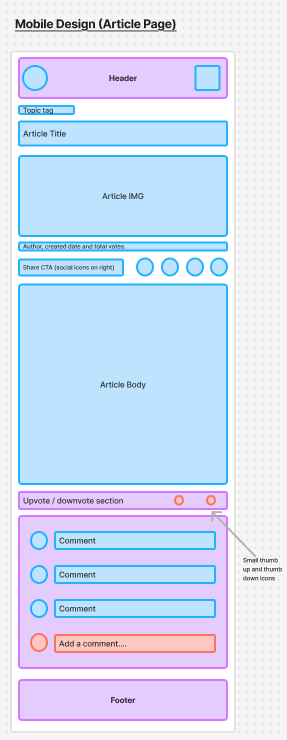 Mobile Design (Article Page)
Header
Topic tag
Article Title
Article IMG
Author, created date and total votes.
Share CTA (social icons on right)
Article Body
Upvote / downvote section
Small thumb
up and thumb
down icons
Comment
Comment
Comment
Add a comment....
Footer